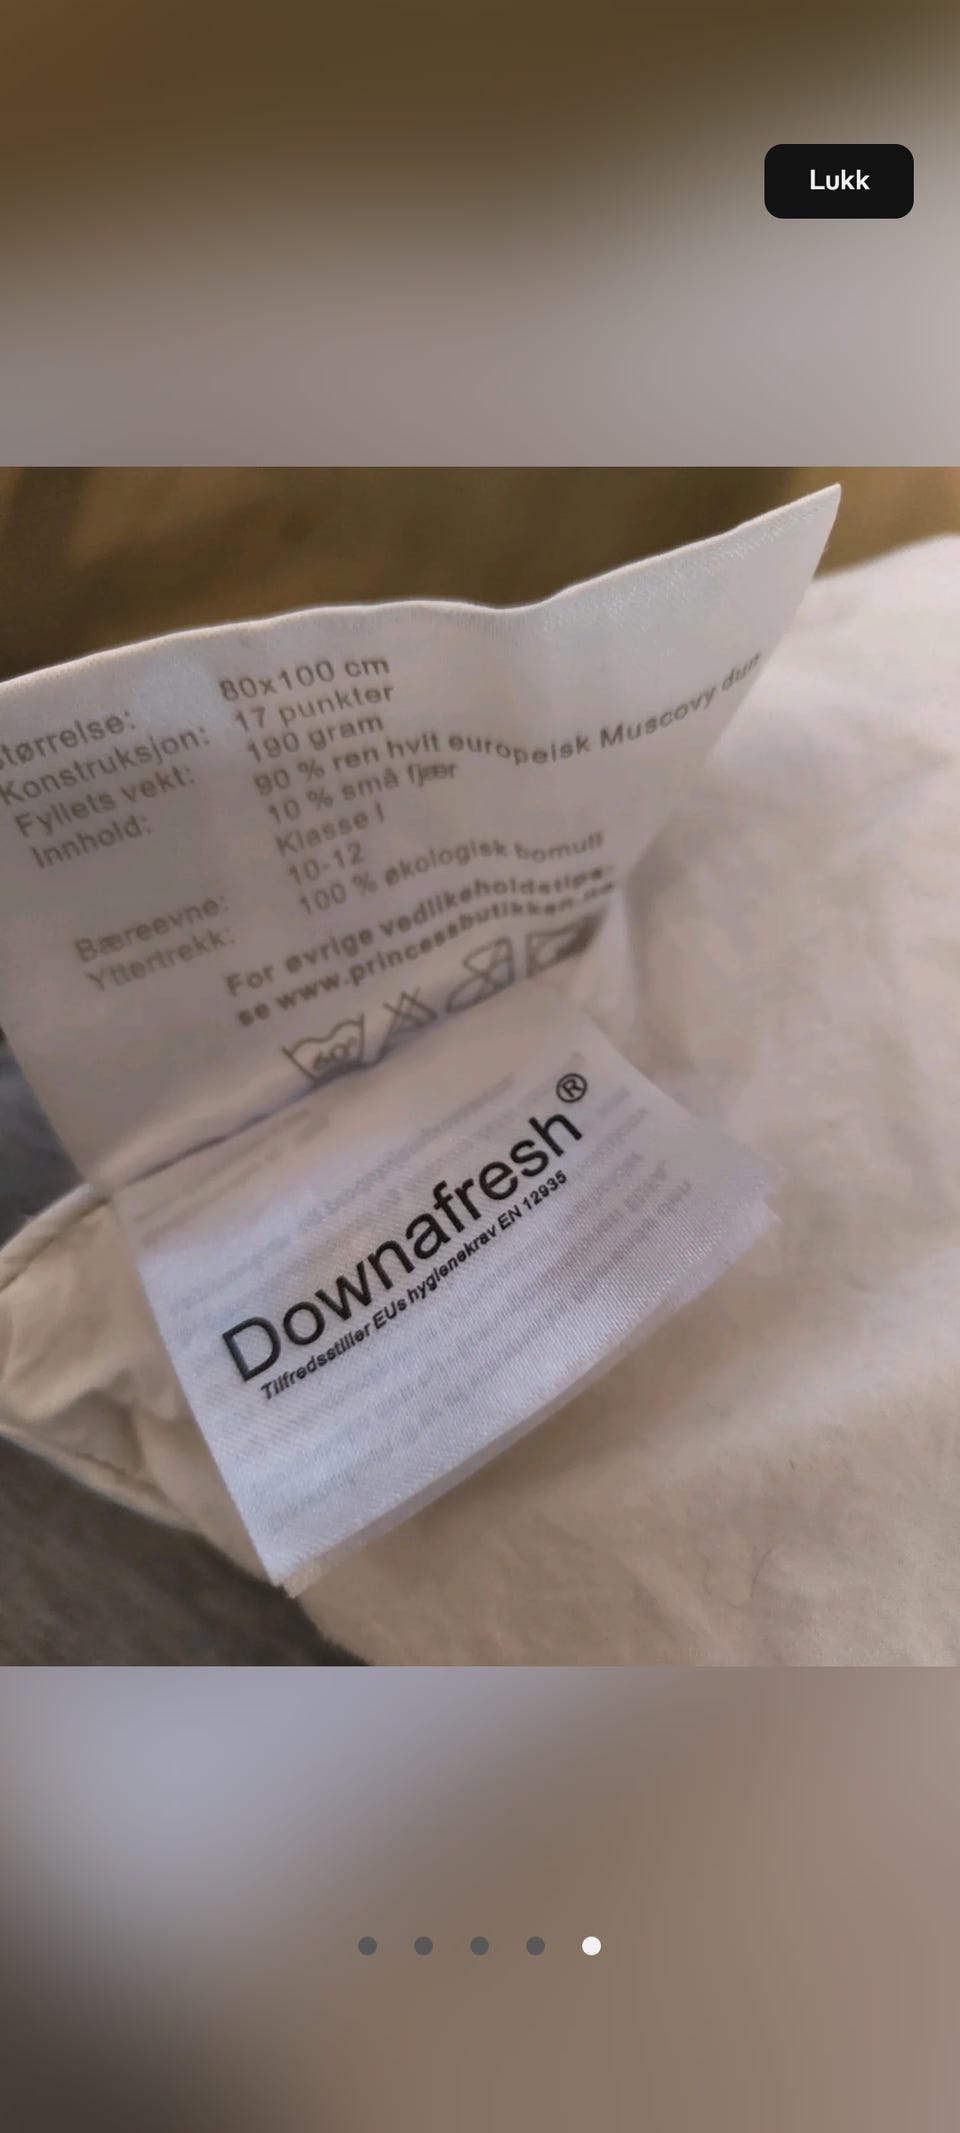 Lukk
Størrelse: 80x100 cm
Konstruksjon: 17 punkter
Fyllets vekt: 190 gram
Innhold: 90 % ren hvit europeisk Muscovy dun
10 % små fjær
Klasse I
Bæreevne: 10-12
Yttertrekk: 100 % økologisk bomull
For øvrige vedlikeholdstips:
se www.princessbutikken.no
60°
Downafresh®
Tilfredsstiller EUs hygienekrav EN 12935